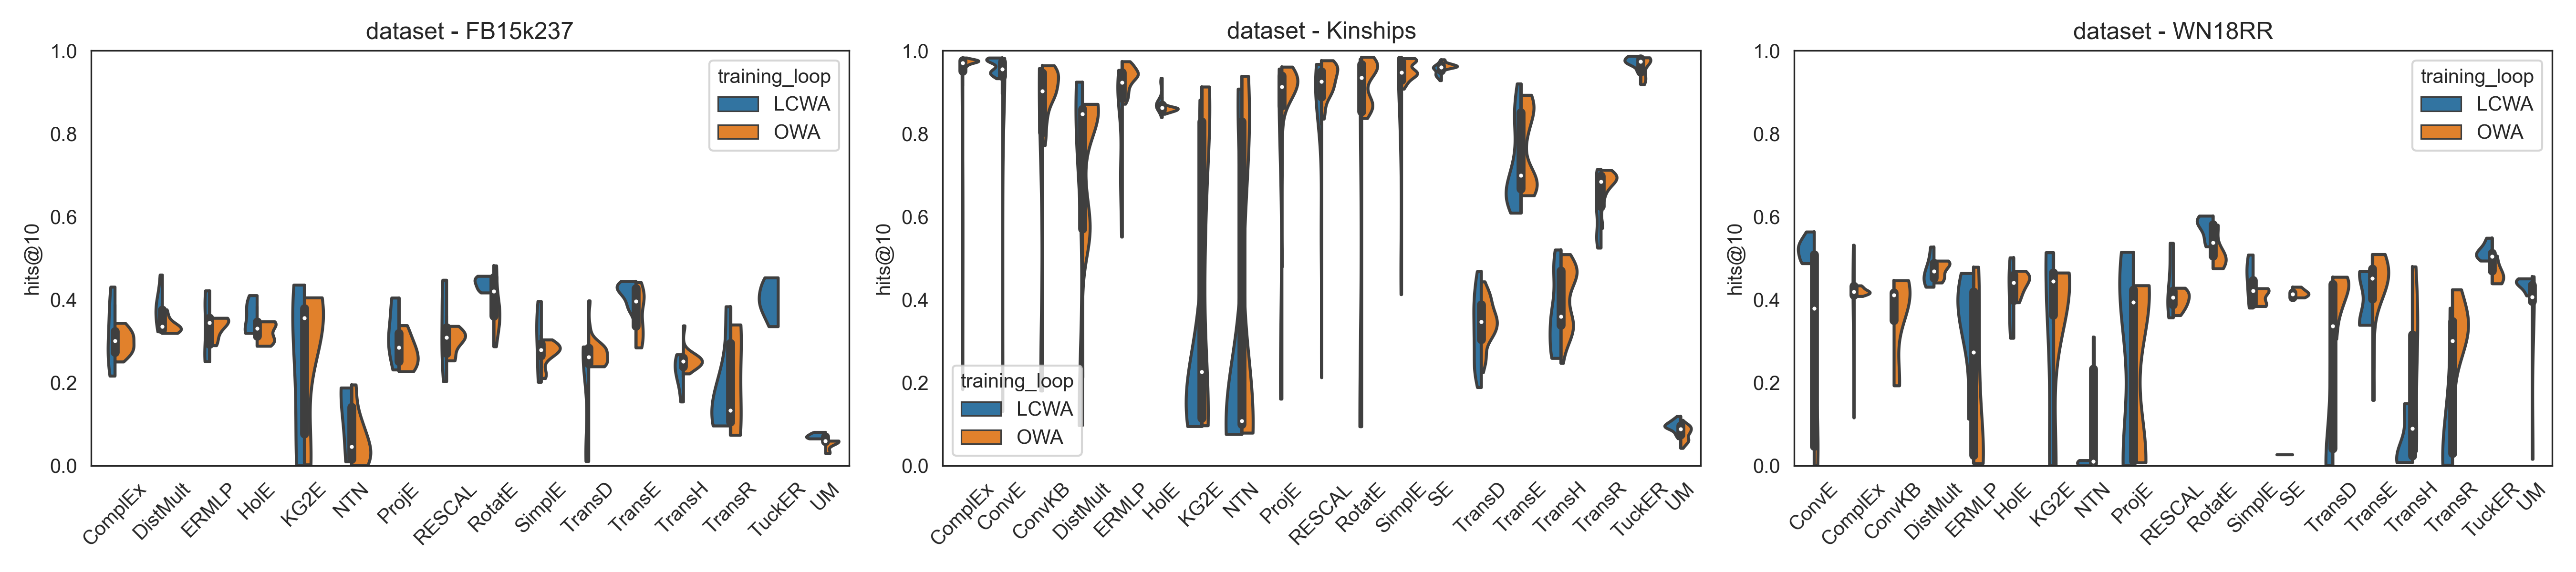 dataset - FB15k237
1.0
0.8
0.6
0.4
0.2
0.0
hits@10
training_loop
LCWA
OWA
ComplEx
DistMult
ERMLP
HolE
KG2E
NTN
ProjE
RESCAL
RotatE
SimplE
TransD
TransE
TransH
TransR
TuckER
UM
dataset - Kinships
1.0
0.8
0.6
0.4
0.2
0.0
hits@10
training_loop
LCWA
OWA
ComplEx
ConvE
ConvKB
DistMult
ERMLP
HolE
KG2E
NTN
ProjE
RESCAL
RotatE
SimplE
SE
TransD
TransE
TransH
TransR
TuckER
UM
dataset - WN18RR
1.0
0.8
0.6
0.4
0.2
0.0
hits@10
training_loop
LCWA
OWA
ConvE
ComplEx
ConvKB
DistMult
ERMLP
HolE
KG2E
NTN
ProjE
RESCAL
RotatE
SimplE
SE
TransD
TransE
TransH
TransR
TuckER
UM